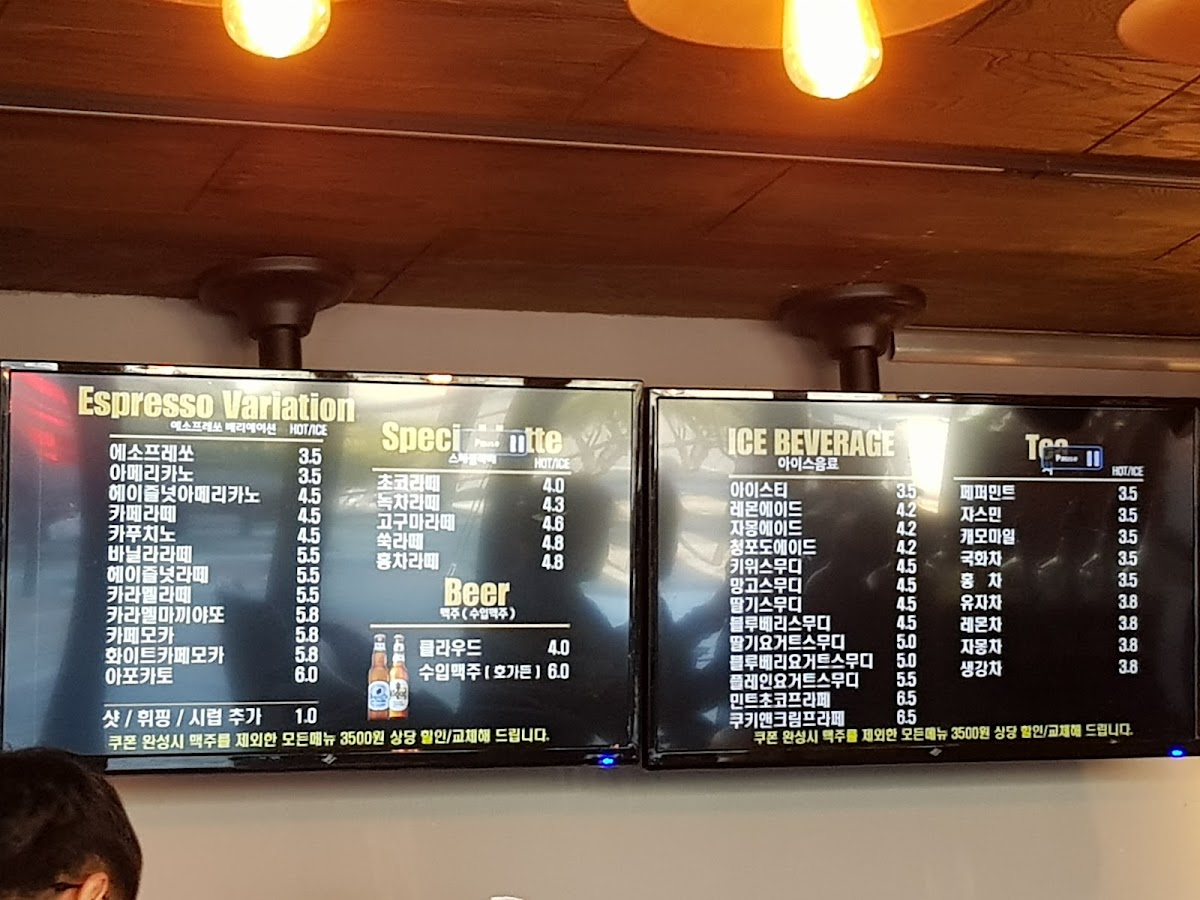 Espresso Variation
에소프레쏘 베리에이션 HOT/ICE
에소프레쏘 3.5
아메리카노 3.5
헤이즐넛아메리카노 4.5
카페라떼 4.5
카푸치노 4.5
바닐라라떼 5.5
헤이즐넛라떼 5.5
카라멜라떼 5.5
카라멜마끼야또 5.8
카페모카 5.8
화이트카페모카 5.8
아포카토 6.0
샷 / 휘핑 / 시럽 추가 1.0
Pause
HOT/ICE
초코라떼 4.0
녹차라떼 4.3
고구마라떼 4.6
쑥라떼 4.8
홍차라떼 4.8
Beer
맥주 ( 수입맥주 )
클라우드 4.0
수입맥주 ( 호가든 ) 6.0
쿠폰 완성시 맥주를 제외한 모든메뉴 3500원 상당 할인/교체해 드립니다.
ICE BEVERAGE
아이스음료
아이스티 3.5
레몬에이드 4.2
자몽에이드 4.2
청포도에이드 4.2
키위스무디 4.5
망고스무디 4.5
딸기스무디 4.5
블루베리스무디 4.5
딸기요거트스무디 5.0
블루베리요거트스무디 5.0
플레인요거트스무디 5.5
민트초코프라페 6.5
쿠키앤크림프라페 6.5
Pause
HOT/ICE
페퍼민트 3.5
자스민 3.5
캐모마일 3.5
국화차 3.5
홍 차 3.5
유자차 3.8
레몬차 3.8
자몽차 3.8
생강차 3.8
쿠폰 완성시 맥주를 제외한 모든메뉴 3500원 상당 할인/교체해 드립니다.